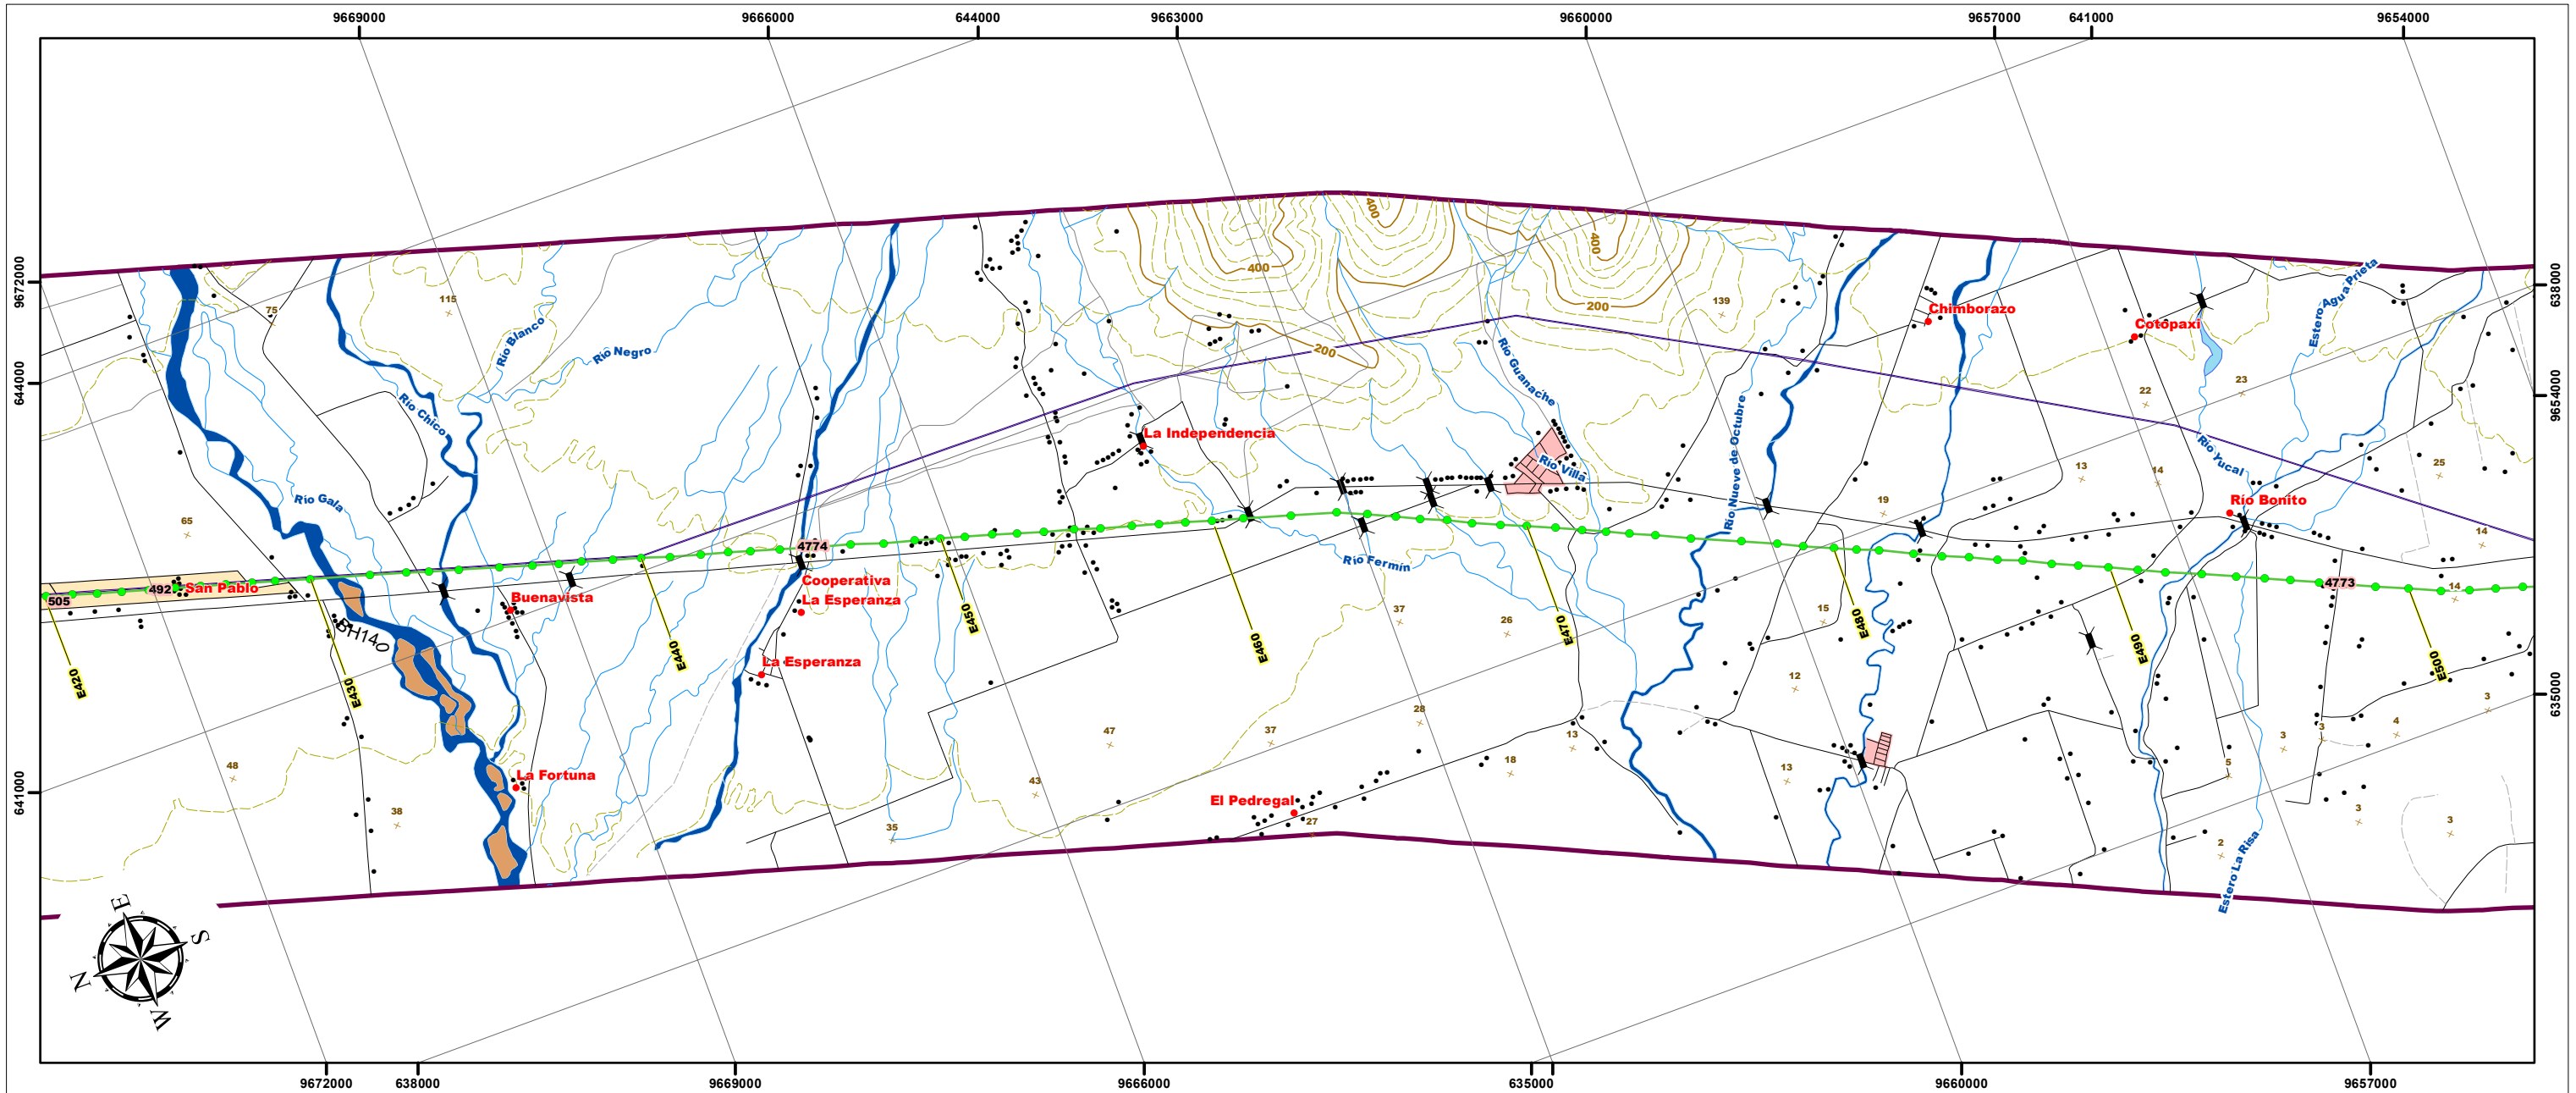 9669000
9666000
644000
9663000
9660000
9657000
641000
9654000
9672000
644000
641000
638000
9654000
635000
400
400
400
200
200
200
139
115
75
Río Blanco
Río Negro
Río Chico
Río Gala
Río Guanache
Río Nueve de Octubre
Estero Agua Prieta
Chimborazo
Cotopaxi
La Independencia
Río Villa
Río Yucal
Río Bonito
22
23
13
14
19
25
14
65
4774
Río Fermín
4773
14
505
492
San Pablo
Cooperativa
La Esperanza
Buenavista
BH140
La Esperanza
E420
E430
E440
E450
E460
E470
E480
E490
E500
37
26
15
12
28
37
47
13
18
13
3
3
3
4
5
3
3
2
48
38
43
35
27
La Fortuna
El Pedregal
Estero La Risa
E
S
N
W
9672000
638000
9669000
9666000
635000
9660000
9657000